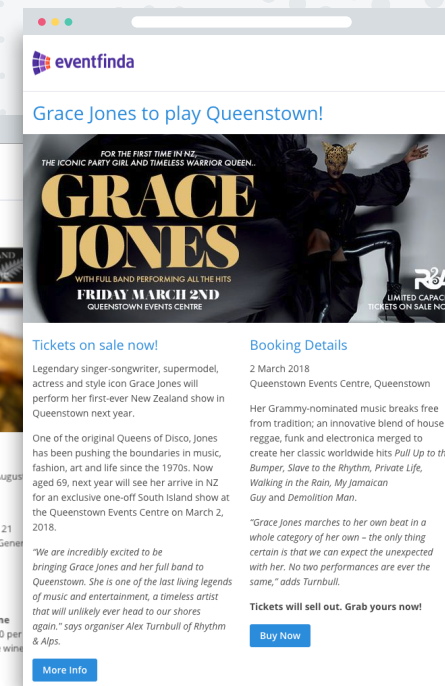 eventfinda
Grace Jones to play Queenstown!
FOR THE FIRST TIME IN NZ,
THE ICONIC PARTY GIRL AND TIMELESS WARRIOR QUEEN..
GRACE
JONES
WITH FULL BAND PERFORMING ALL THE HITS
FRIDAY MARCH 2ND
QUEENSTOWN EVENTS CENTRE
R&A
LIMITED CAPAC
TICKETS ON SALE NO
Tickets on sale now!
Legendary singer-songwriter, supermodel,
actress and style icon Grace Jones will
perform her first-ever New Zealand show in
Queenstown next year.
One of the original Queens of Disco, Jones
has been pushing the boundaries in music,
fashion, art and life since the 1970s. Now
aged 69, next year will see her arrive in NZ
for an exclusive one-off South Island show at
the Queenstown Events Centre on March 2,
2018.
“We are incredibly excited to be
bringing Grace Jones and her full band to
Queenstown. She is one of the last living legends
of music and entertainment, a timeless artist
that will unlikely ever head to our shores
again.” says organiser Alex Turnbull of Rhythm
& Alps.
More Info
Booking Details
2 March 2018
Queenstown Events Centre, Queenstown
Her Grammy-nominated music breaks free
from tradition; an innovative blend of house
reggae, funk and electronica merged to
create her classic worldwide hits Pull Up to th
Bumper, Slave to the Rhythm, Private Life,
Walking in the Rain, My Jamaican
Guy and Demolition Man.
“Grace Jones marches to her own beat in a
whole category of her own – the only thing
certain is that we can expect the unexpected
with her. No two performances are ever the
same,” adds Turnbull.
Tickets will sell out. Grab yours now!
Buy Now
AND
ugus
21
Gener
ne
0 per
wine